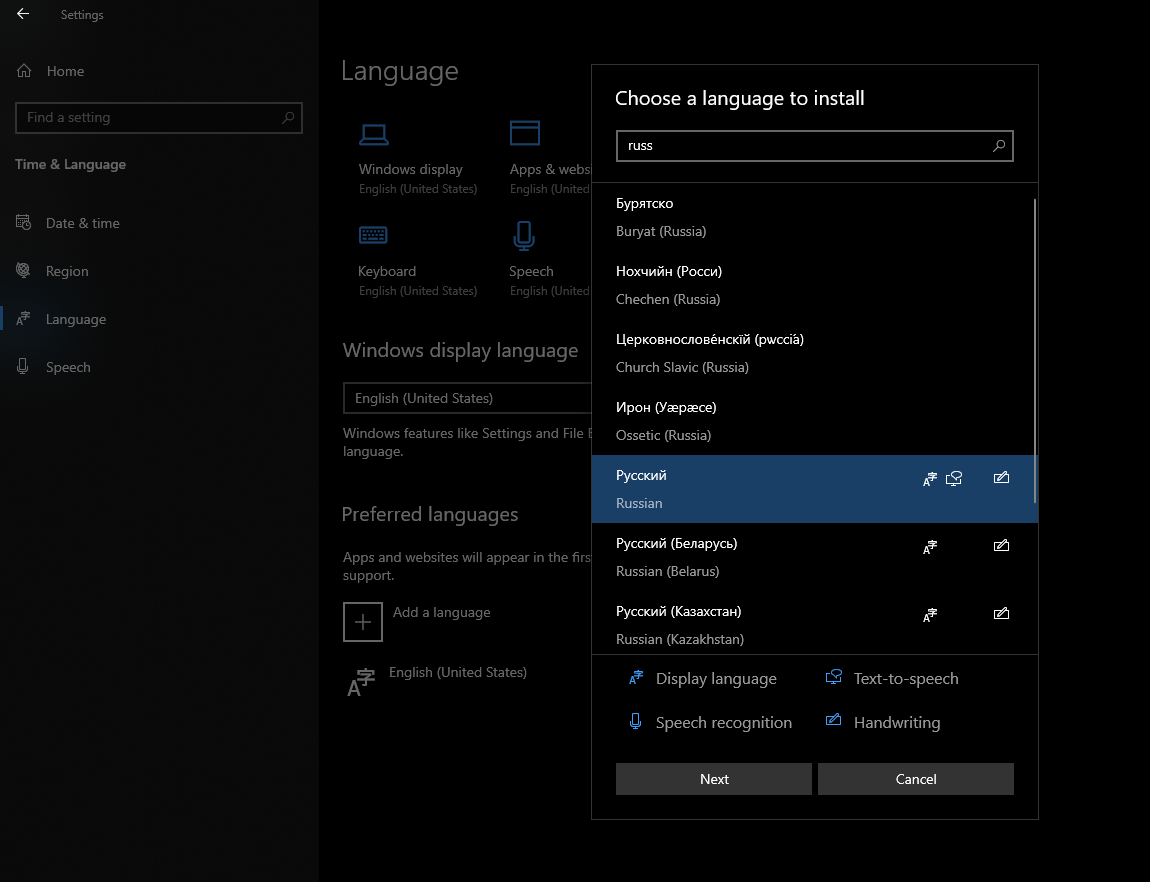 Settings
Home
Find a setting
Time & Language
Date & time
Region
Language
Speech
Language
Windows display
English (United States)
Apps & webs
English (United
Keyboard
English (United States)
Speech
English (United
Windows display language
English (United States)
Windows features like Settings and File E
language.
Preferred languages
Apps and websites will appear in the firs
support.
Add a language
English (United States)
Choose a language to install
russ
Бурятско
Buryat (Russia)
Нохчийн (Росси)
Chechen (Russia)
Церковнослове́нскїй (рwссїа́)
Church Slavic (Russia)
Ирон (Уæрæсе)
Ossetic (Russia)
Русский
Russian
Русский (Беларусь)
Russian (Belarus)
Русский (Казахстан)
Russian (Kazakhstan)
Display language
Text-to-speech
Speech recognition
Handwriting
Next
Cancel